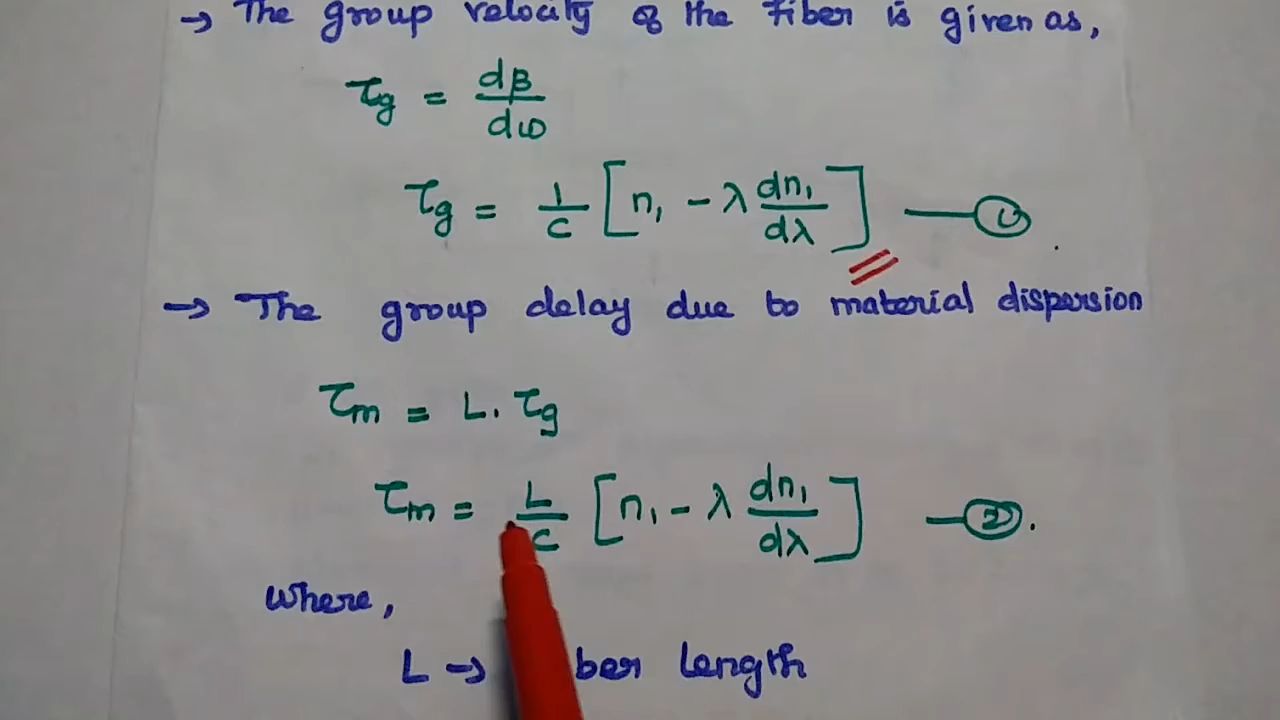 → The group velocity of the Fiber is given as,
τg = dβ/dω
τg = 1/c [n₁ - λ dn₁/dλ] — ①
→ The group delay due to material dispersion
τm = L. τg
τm = L/c [n₁ - λ dn₁/dλ] — ②.
where,
L → ber length